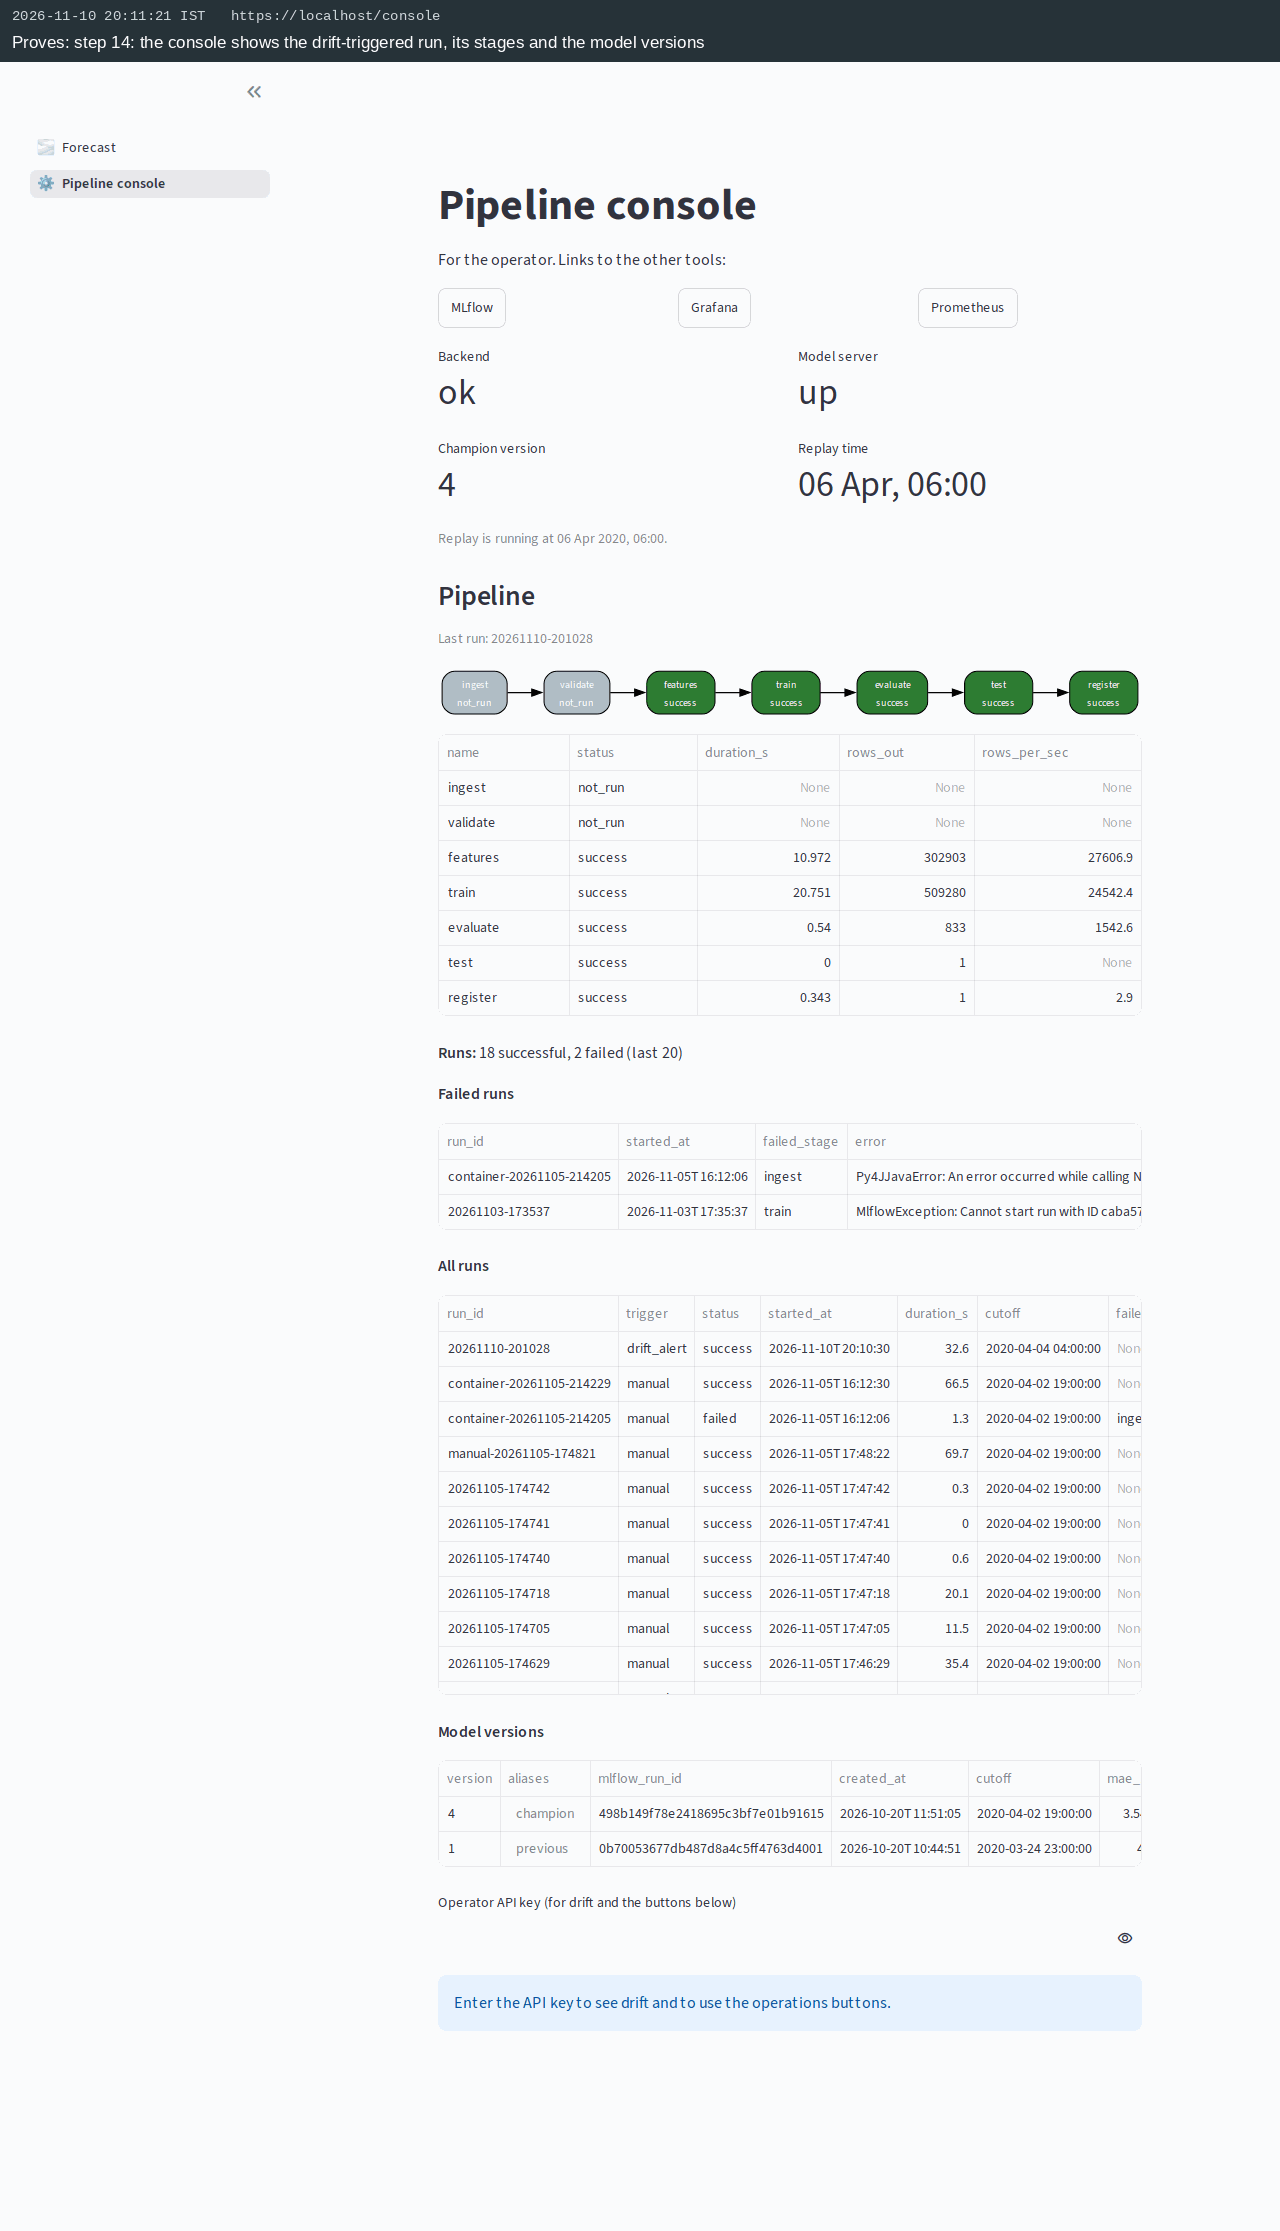 2026-11-10 20:11:21 IST https://localhost/console
Proves: step 14: the console shows the drift-triggered run, its stages and the model versions
Forecast
Pipeline console
Pipeline console
For the operator. Links to the other tools:
MLflow Grafana Prometheus
Backend Model server
ok up
Champion version Replay time
4 06 Apr, 06:00
Replay is running at 06 Apr 2020, 06:00.
Pipeline
Last run: 20261110-201028
ingest validate features train evaluate test register
not_run not_run success success success success success
name status duration_s rows_out rows_per_sec
ingest not_run None None None
validate not_run None None None
features success 10.972 302903 27606.9
train success 20.751 509280 24542.4
evaluate success 0.54 833 1542.6
test success 0 1 None
register success 0.343 1 2.9
Runs: 18 successful, 2 failed (last 20)
Failed runs
run_id started_at failed_stage error
container-20261105-214205 2026-11-05T16:12:06 ingest Py4JJavaError: An error occurred while calling N
20261103-173537 2026-11-03T17:35:37 train MlflowException: Cannot start run with ID caba57
All runs
run_id trigger status started_at duration_s cutoff faile
20261110-201028 drift_alert success 2026-11-10T20:10:30 32.6 2020-04-04 04:00:00 Non
container-20261105-214229 manual success 2026-11-05T16:12:30 66.5 2020-04-02 19:00:00 Non
container-20261105-214205 manual failed 2026-11-05T16:12:06 1.3 2020-04-02 19:00:00 inge
manual-20261105-174821 manual success 2026-11-05T17:48:22 69.7 2020-04-02 19:00:00 Non
20261105-174742 manual success 2026-11-05T17:47:42 0.3 2020-04-02 19:00:00 Non
20261105-174741 manual success 2026-11-05T17:47:41 0 2020-04-02 19:00:00 Non
20261105-174740 manual success 2026-11-05T17:47:40 0.6 2020-04-02 19:00:00 Non
20261105-174718 manual success 2026-11-05T17:47:18 20.1 2020-04-02 19:00:00 Non
20261105-174705 manual success 2026-11-05T17:47:05 11.5 2020-04-02 19:00:00 Non
20261105-174629 manual success 2026-11-05T17:46:29 35.4 2020-04-02 19:00:00 Non
Model versions
version aliases mlflow_run_id created_at cutoff mae_
4 champion 498b149f78e2418695c3bf7e01b91615 2026-10-20T11:51:05 2020-04-02 19:00:00 3.5
1 previous 0b70053677db487d8a4c5ff4763d4001 2026-10-20T10:44:51 2020-03-24 23:00:00 4
Operator API key (for drift and the buttons below)
Enter the API key to see drift and to use the operations buttons.